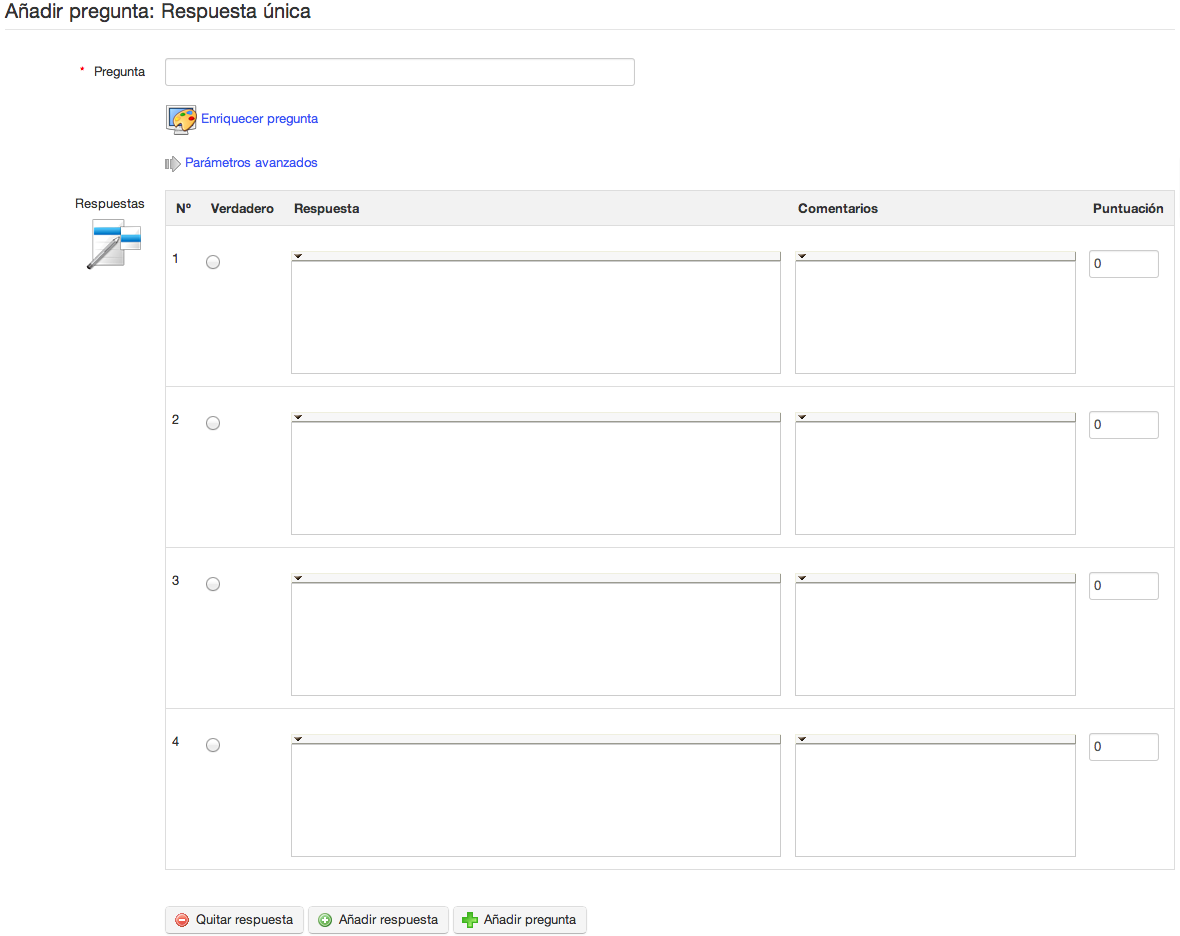 Añadir pregunta: Respuesta única
* Pregunta
Enriquecer pregunta
Parámetros avanzados
Respuestas
Nº Verdadero Respuesta Comentarios Puntuación
1 0
2 0
3 0
4 0
Quitar respuesta Añadir respuesta Añadir pregunta